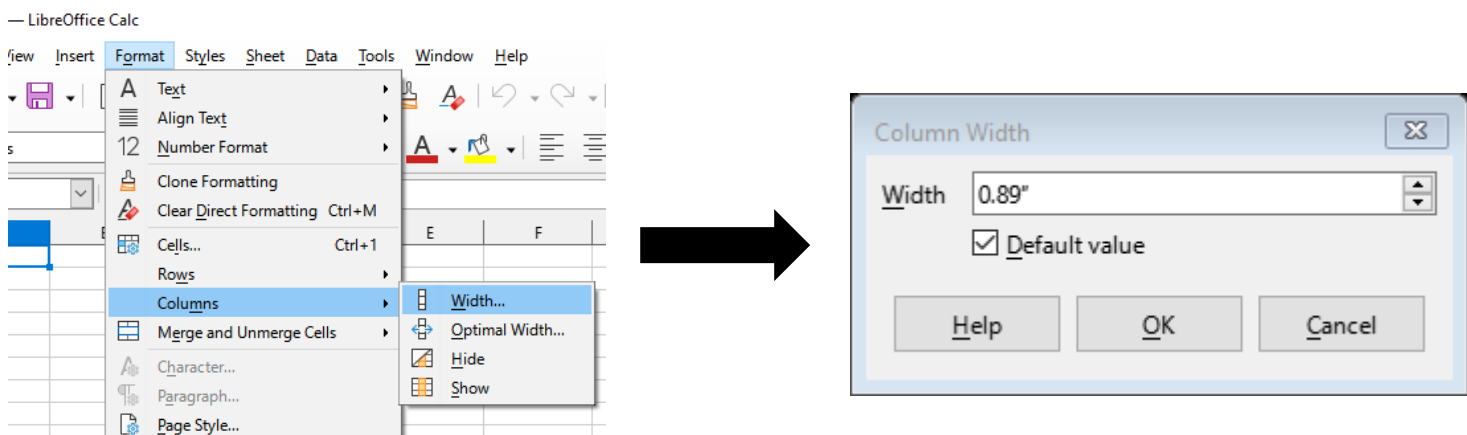 — LibreOffice Calc
View Insert Format Styles Sheet Data Tools Window Help
A Text
Align Text
12 Number Format
Clone Formatting
Clear Direct Formatting Ctrl+M
E F
Cells... Ctrl+1
Rows
Columns
Width...
Merge and Unmerge Cells
Optimal Width...
Character...
Hide
Paragraph...
Show
Page Style...
Column Width
Width 0.89"
Default value
Help OK Cancel